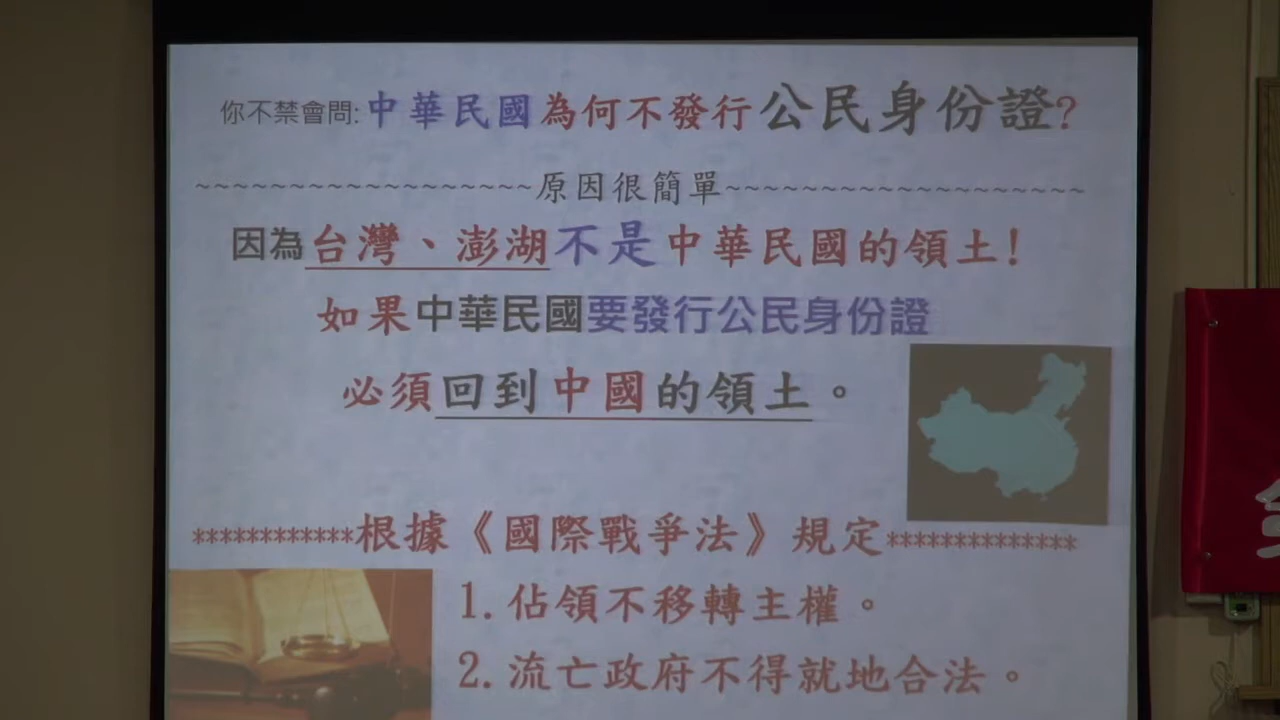 你不禁會問:中華民國為何不發行公民身份證?
~~~~~~~~~~~~~~~~~~原因很簡單~~~~~~~~~~~~~~~~~~~
因為台灣、澎湖不是中華民國的領土!
如果中華民國要發行公民身份證
必須回到中國的領土。
************根據《國際戰爭法》規定**************
1.佔領不移轉主權。
2.流亡政府不得就地合法。